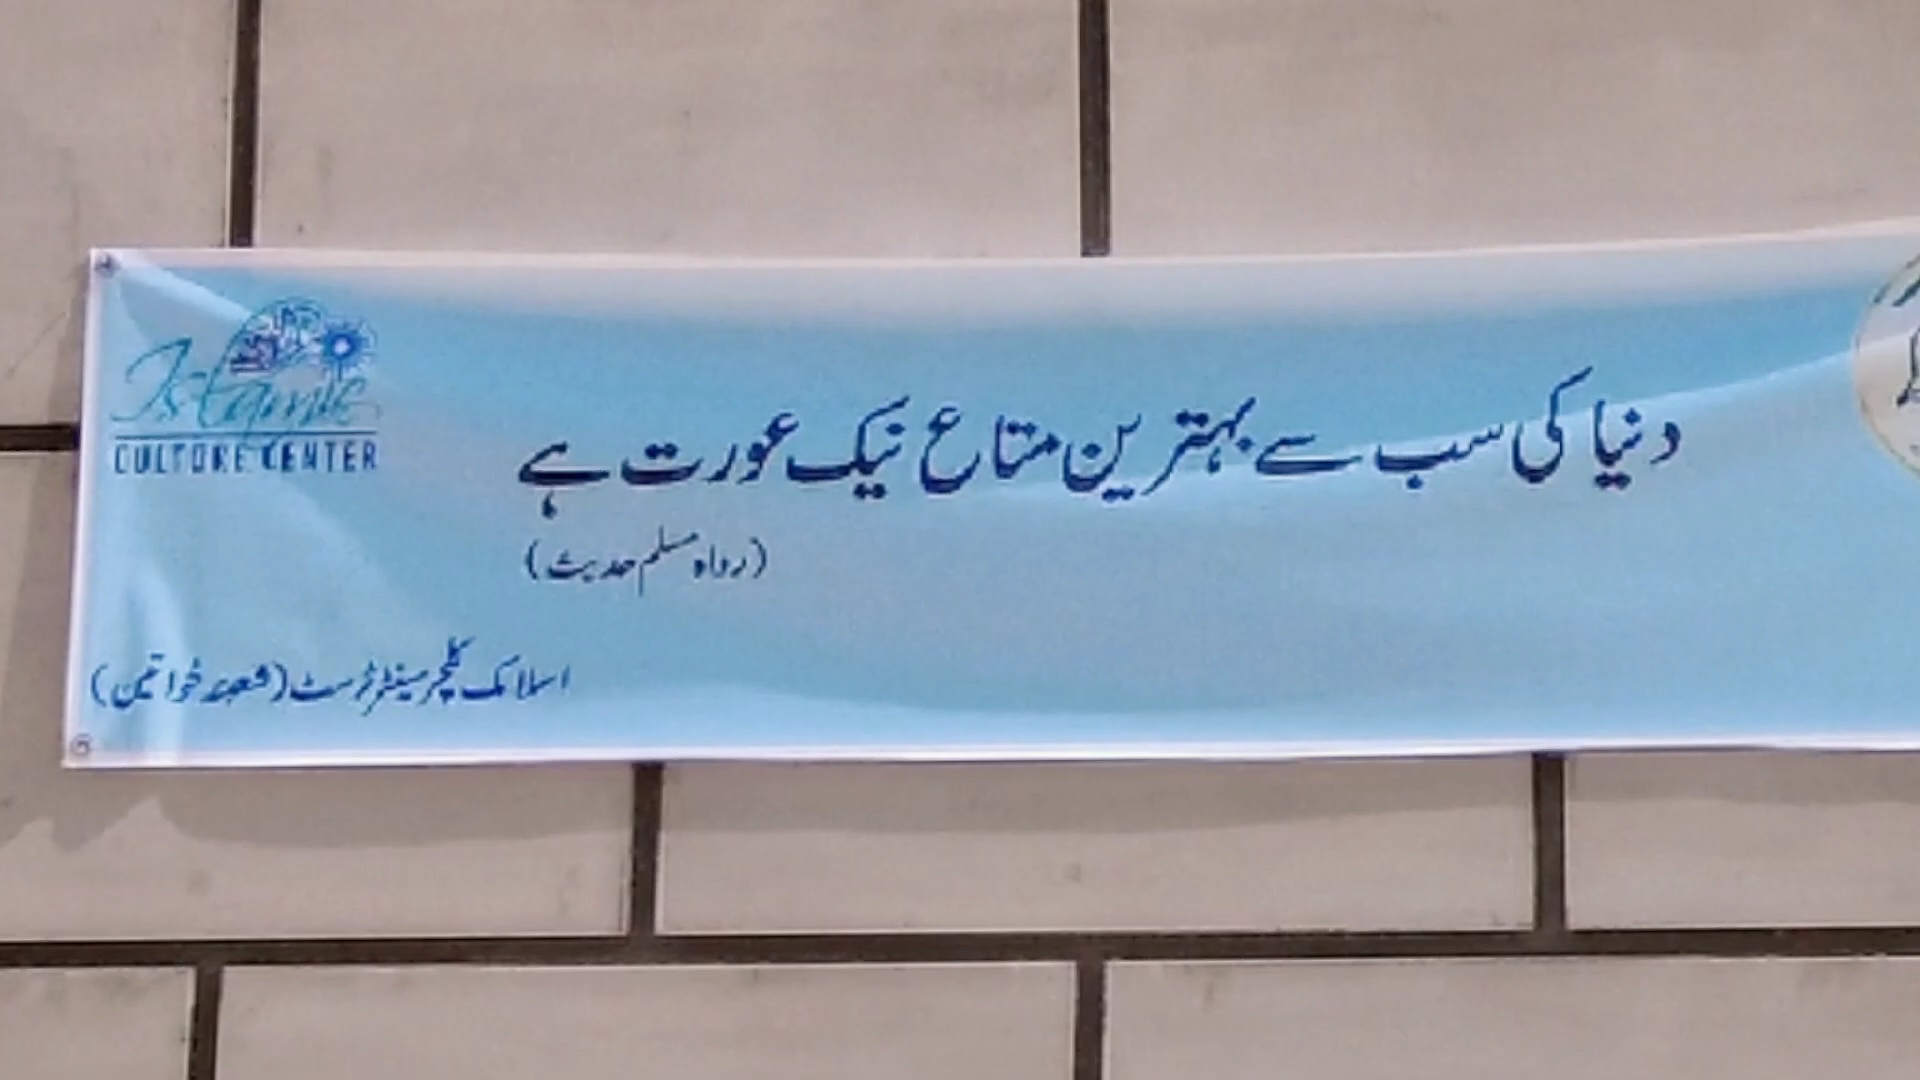 Islamic
CULTURE CENTER
دنیا کی سب سے بہترین متاع نیک عورت ہے
(رواہ مسلم حدیث)
اسلامک کلچر سینٹر ٹرسٹ (شعبہ خواتین)